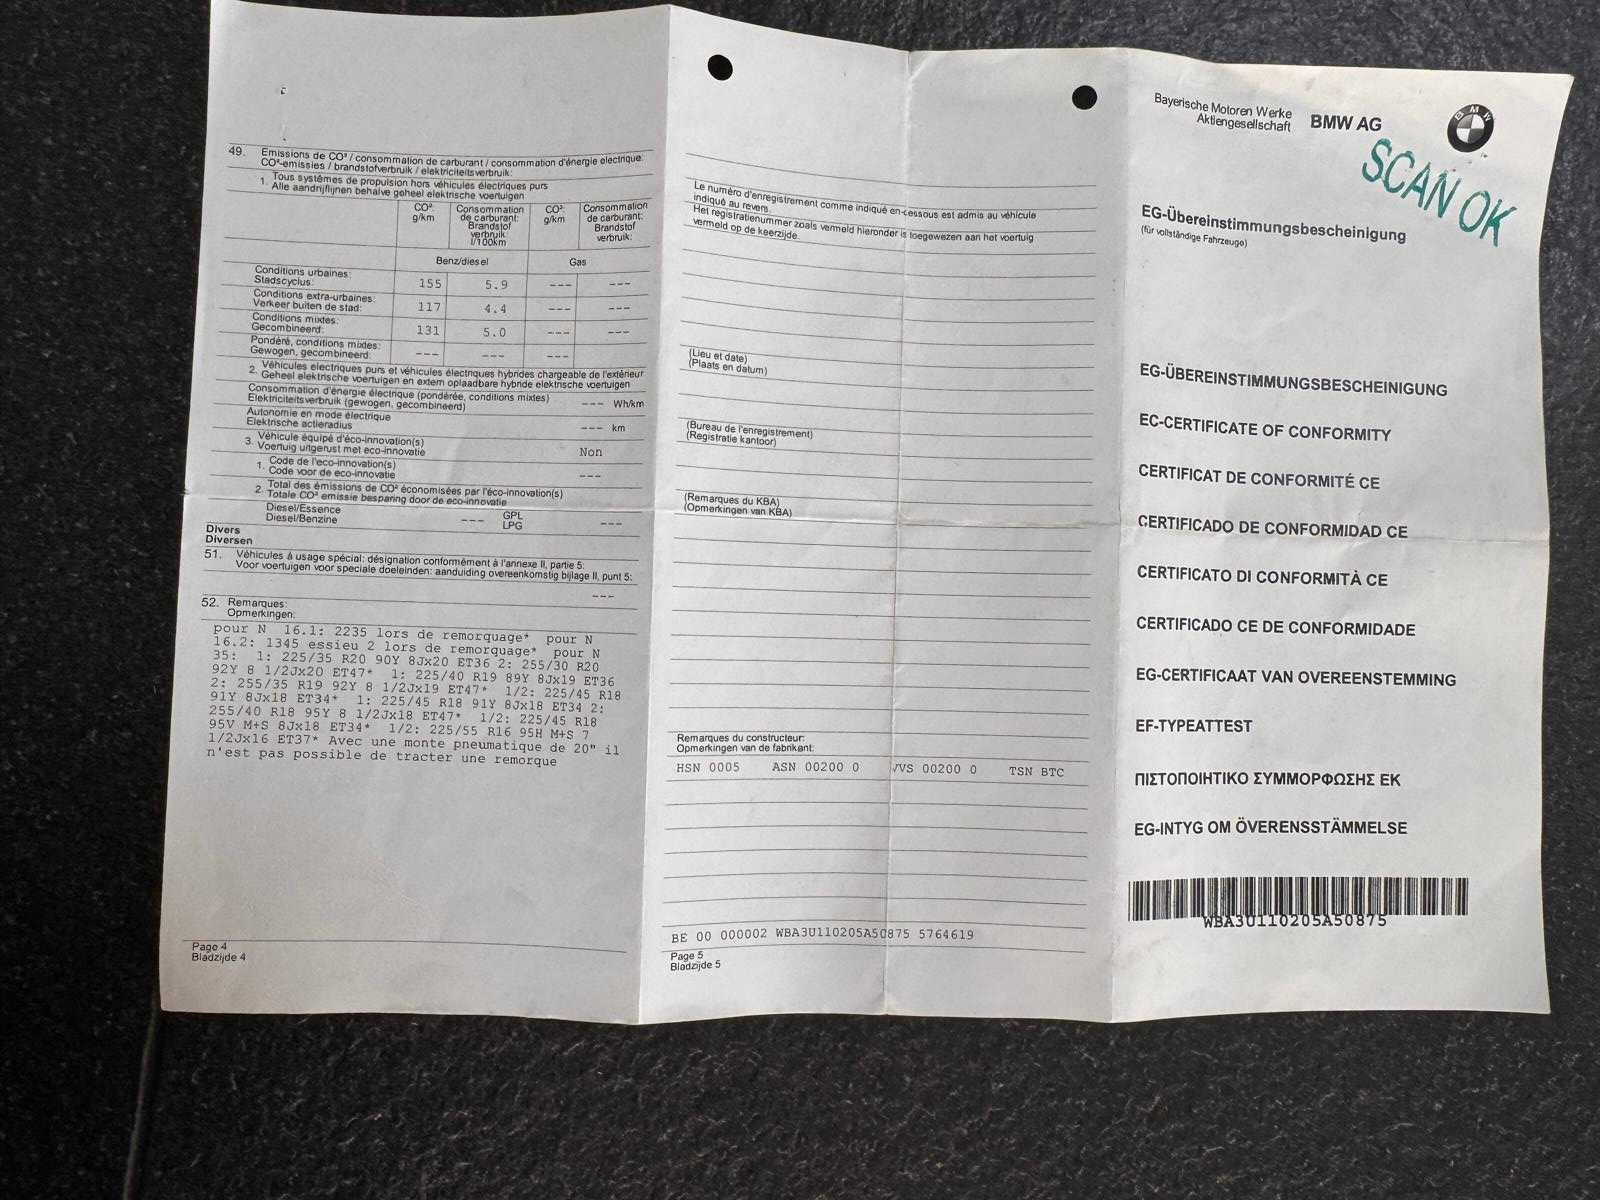 49. Emissions de CO² / consommation de carburant / consommation d'énergie electrique:
CO²-emissies / brandstofverbruik / elektriciteitsverbruik:
1. Tous systèmes de propulsion hors véhicules électriques purs
Alle aandrijflijnen behalve geheel elektrische voertuigen
CO²: g/km
Consommation de carburant: Brandstof verbruik: l/100km
CO²: g/km
Consommation de carburant: Brandstof verbruik:
Benz/diesel
Gas
Conditions urbaines:
Stadscyclus: 155 5.9 --- ---
Conditions extra-urbaines:
Verkeer buiten de stad: 117 4.4 --- ---
Conditions mixtes:
Gecombineerd: 131 5.0 --- ---
Pondéré, conditions mixtes:
Gewogen, gecombineerd: --- --- ---
2. Véhicules électriques purs et véhicules électriques hybrides chargeable de l'extérieur
Geheel elektrische voertuigen en extern oplaadbare hybride elektrische voertuigen
Consommation d'énergie électrique (pondérée, conditions mixtes)
Elektriciteitsverbruik (gewogen, gecombineerd) --- Wh/km
Autonomie en mode électrique
Elektrische actieradius --- km
3. Véhicule équipé d'éco-innovation(s)
Voertuig uitgerust met eco-innovatie Non
1. Code de l'eco-innovation(s)
Code voor de eco-innovatie ---
2. Total des émissions de CO² économisées par l'éco-innovation(s)
Totale CO² emissie besparing door de eco-innovatie
Diesel/Essence
Diesel/Benzine --- GPL
LPG ---
Divers
Diversen
51. Véhicules à usage spécial: désignation conformément à l'annexe II, partie 5:
Voor voertuigen voor speciale doeleinden: aanduiding overeenkomstig bijlage II, punt 5:
---
52. Remarques:
Opmerkingen:
pour N 16.1: 2235 lors de remorquage* pour N
16.2: 1345 essieu 2 lors de remorquage* pour N
35: 1: 225/35 R20 90Y 8Jx20 ET36 2: 255/30 R20
92Y 8 1/2Jx20 ET47* 1: 225/40 R19 89Y 8Jx19 ET36
2: 255/35 R19 92Y 8 1/2Jx19 ET47* 1/2: 225/45 R18
91Y 8Jx18 ET34* 1: 225/45 R18 91Y 8Jx18 ET34 2:
255/40 R18 95Y 8 1/2Jx18 ET47* 1/2: 225/45 R18
95V M+S 8Jx18 ET34* 1/2: 225/55 R16 95H M+S 7
1/2Jx16 ET37* Avec une monte pneumatique de 20" il
n'est pas possible de tracter une remorque
Page 4
Bladzijde 4
Le numéro d'enregistrement comme indiqué en-cessous est admis au véhicule
indiqué au revers.
Het registratienummer zoals vermeld hieronder is toegewezen aan het voertuig
vermeld op de keerzijde.
(Lieu et date)
(Plaats en datum)
(Bureau de l'enregistrement)
(Registratie kantoor)
(Remarques du KBA)
(Opmerkingen van KBA)
Remarques du constructeur:
Opmerkingen van de fabrikant:
HSN 0005 ASN 00200 0 VVS 00200 0 TSN BTC
BE 00 000002 WBA3U110205A50875 5764619
Page 5
Bladzijde 5
Bayerische Motoren Werke
Aktiengesellschaft BMW AG
BMW
SCAN OK
EG-Übereinstimmungsbescheinigung
(für vollständige Fahrzeuge)
EG-ÜBEREINSTIMMUNGSBESCHEINIGUNG
EC-CERTIFICATE OF CONFORMITY
CERTIFICAT DE CONFORMITÉ CE
CERTIFICADO DE CONFORMIDAD CE
CERTIFICATO DI CONFORMITÀ CE
CERTIFICADO CE DE CONFORMIDADE
EG-CERTIFICAAT VAN OVEREENSTEMMING
EF-TYPEATTEST
ΠΙΣΤΟΠΟΙΗΤΙΚΟ ΣΥΜΜΟΡΦΩΣΗΣ ΕΚ
EG-INTYG OM ÖVERENSSTÄMMELSE
WBA3U110205A50875